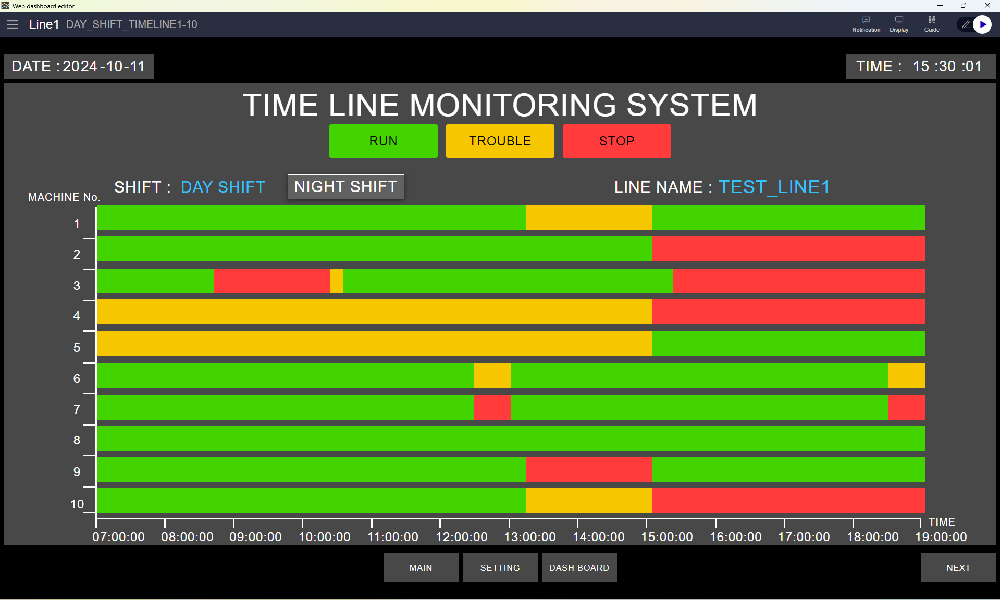 Web dashboard editor
Line1 DAY_SHIFT_TIMELINE1-10
Notification Display Guide
DATE :2024-10-11
TIME : 15 :30 :01
TIME LINE MONITORING SYSTEM
RUN TROUBLE STOP
SHIFT : DAY SHIFT NIGHT SHIFT LINE NAME : TEST_LINE1
MACHINE No.
1
2
3
4
5
6
7
8
9
10
TIME
07:00:00 08:00:00 09:00:00 10:00:00 11:00:00 12:00:00 13:00:00 14:00:00 15:00:00 16:00:00 17:00:00 18:00:00 19:00:00
MAIN SETTING DASH BOARD NEXT